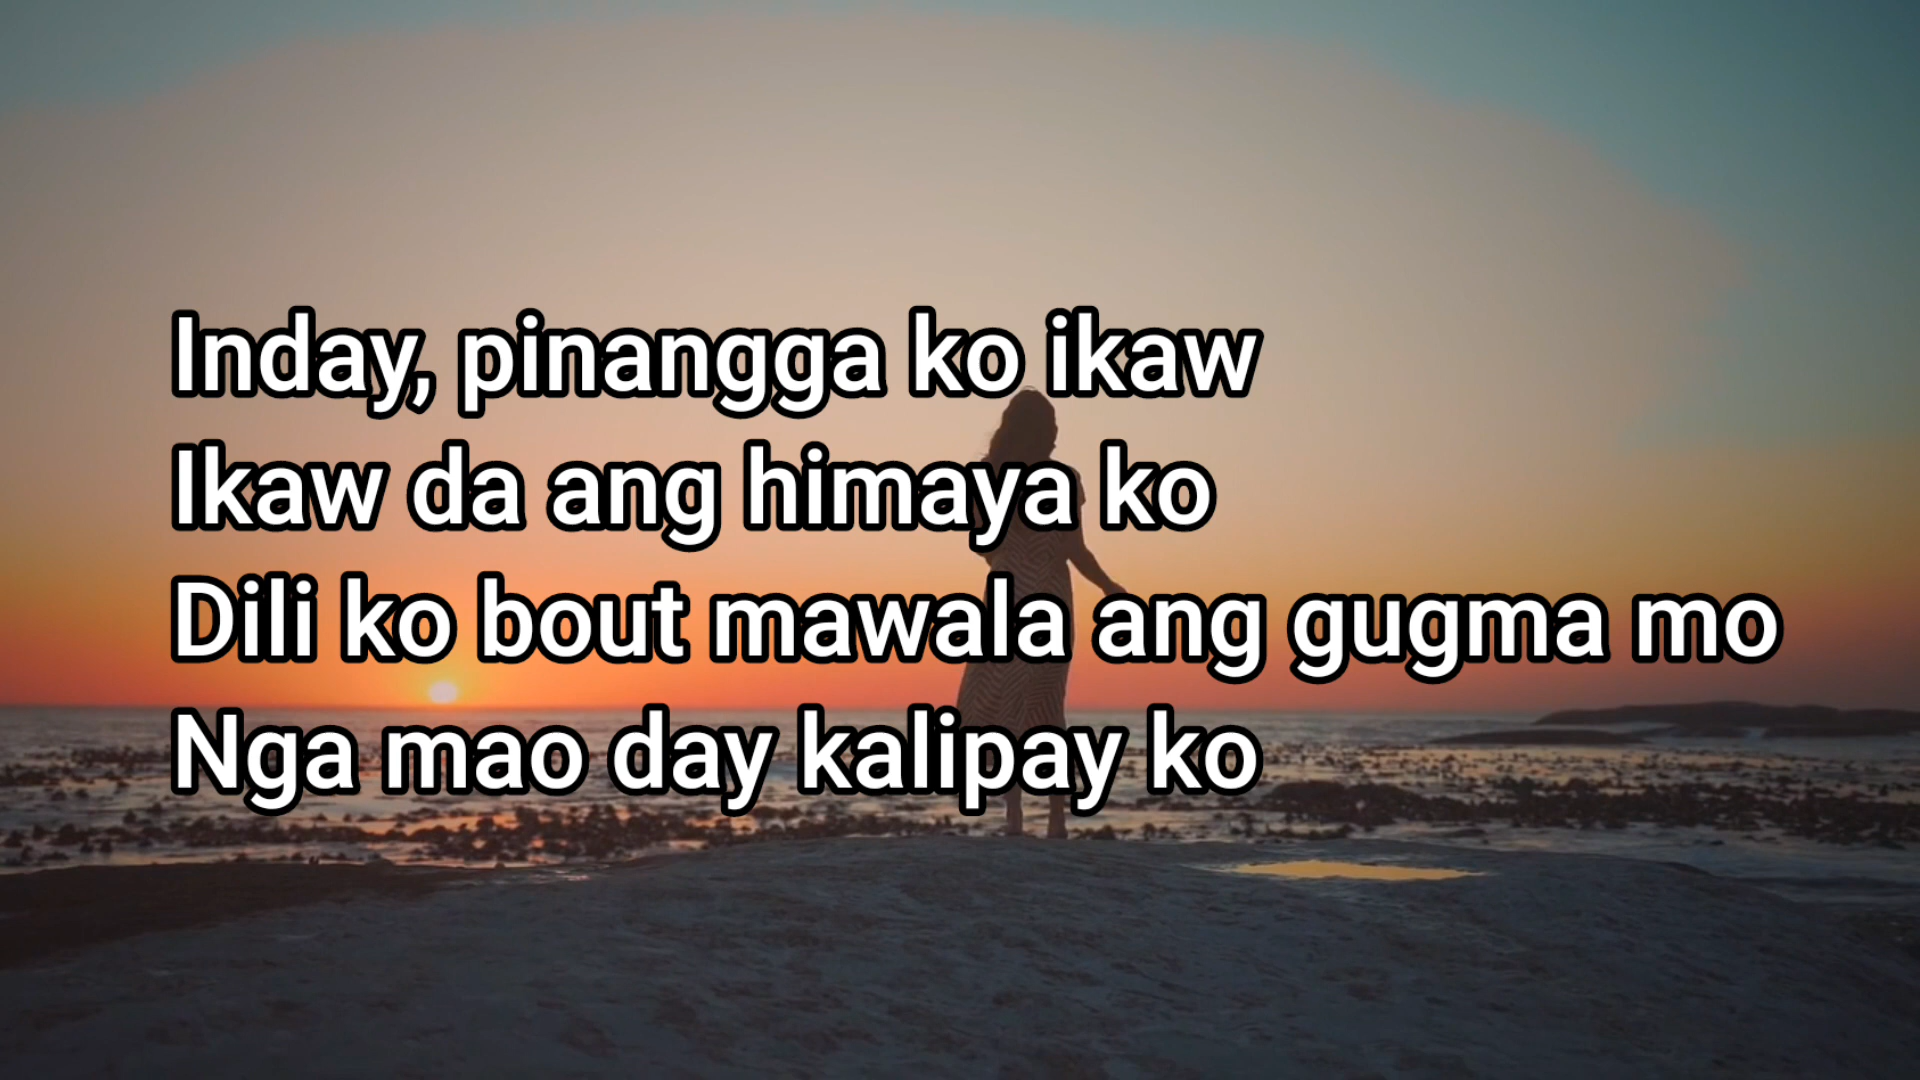 Inday, pinangga ko ikaw
Ikaw da ang himaya ko
Dili ko bout mawala ang gugma mo
Nga mao day kalipay ko